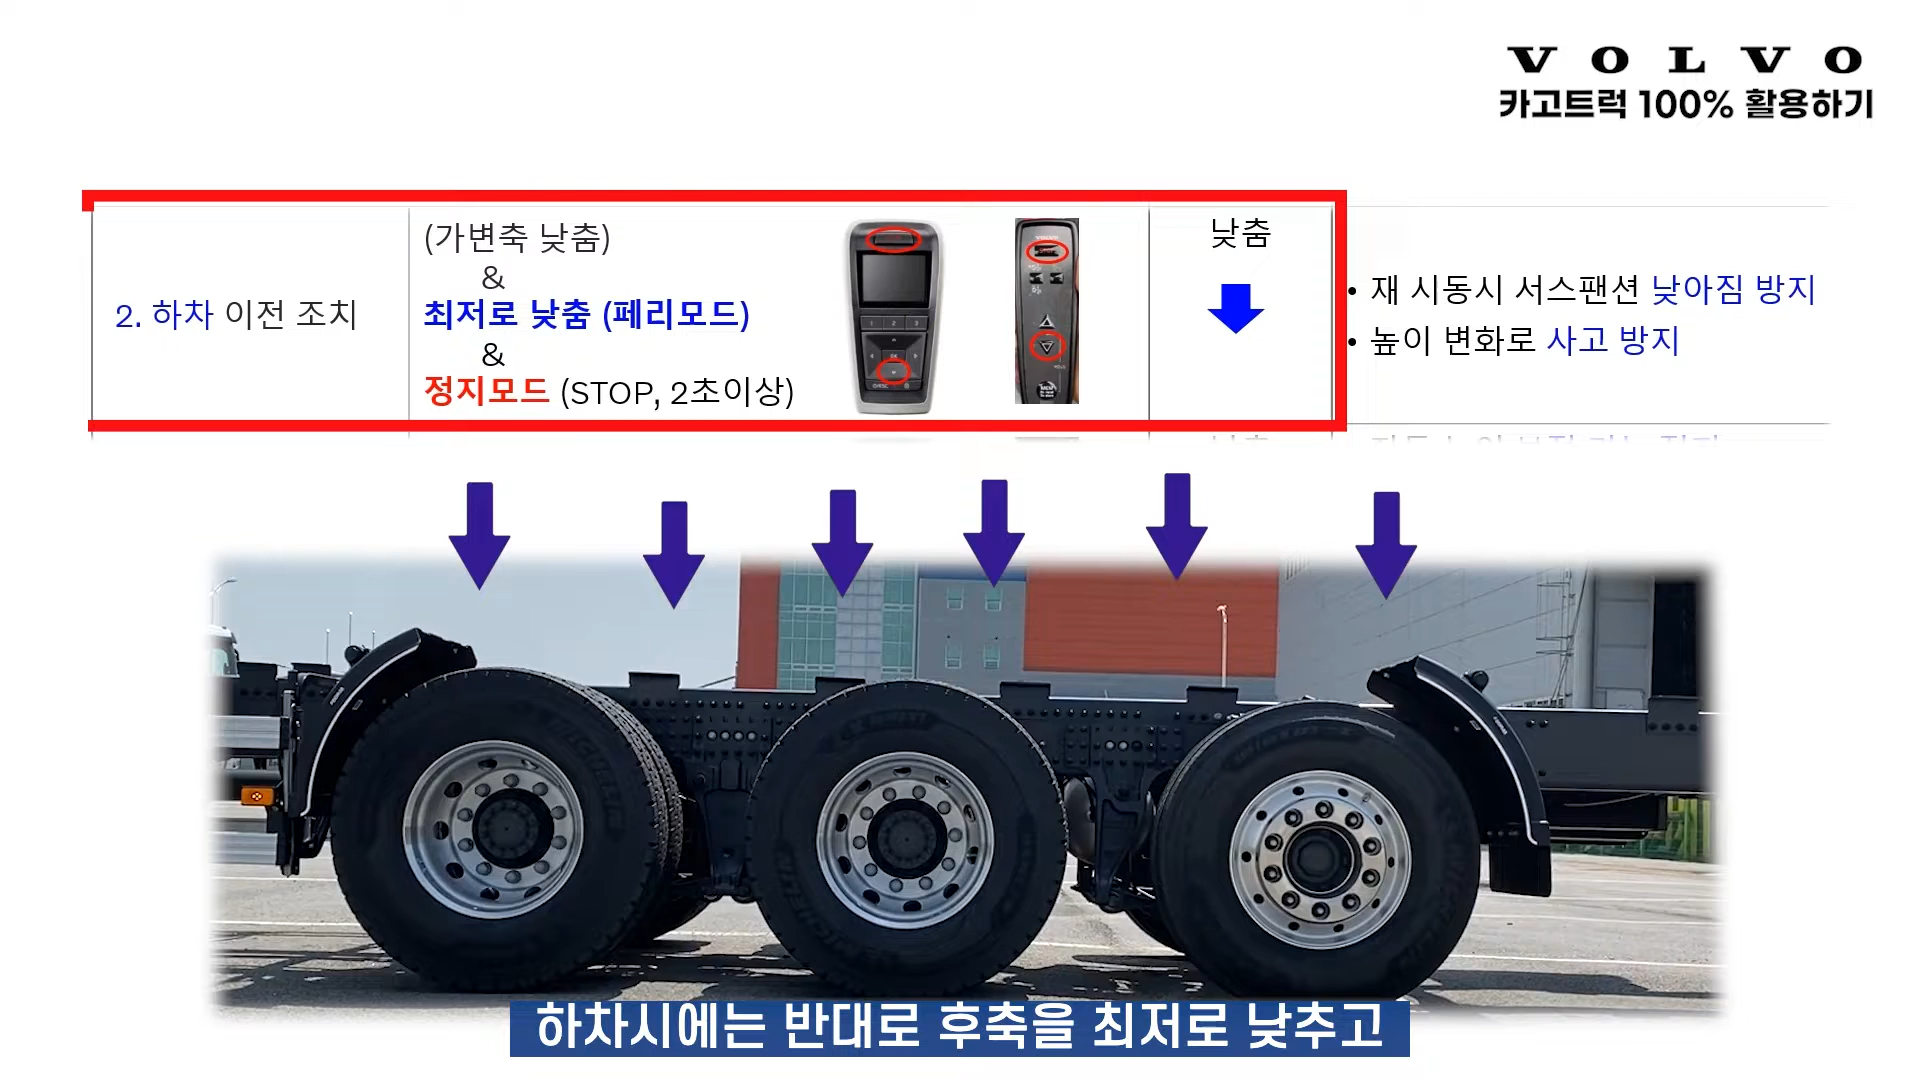 VOLVO
카고트럭 100% 활용하기
2. 하차 이전 조치
(가변축 낮춤)
&
최저로 낮춤 (페리모드)
&
정지모드 (STOP, 2초이상)
낮춤
• 재 시동시 서스팬션 낮아짐 방지
• 높이 변화로 사고 방지
하차시에는 반대로 후축을 최저로 낮추고